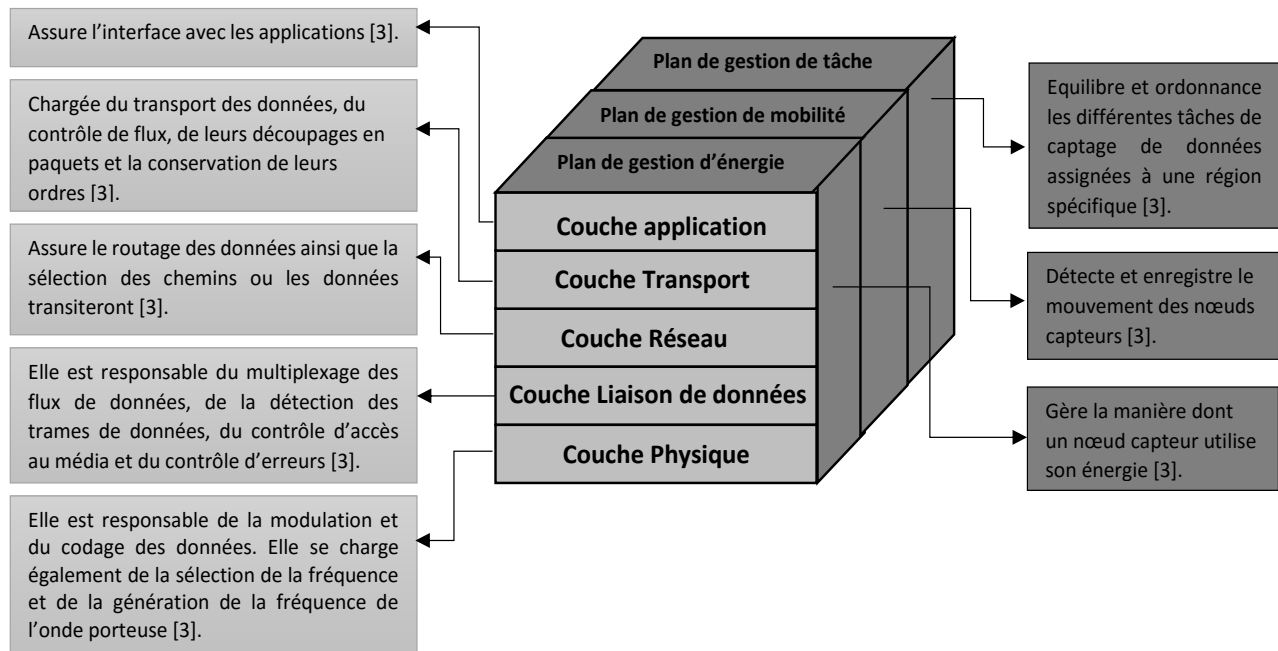 Assure l’interface avec les applications [3].
Chargée du transport des données, du
contrôle de flux, de leurs découpages en
paquets et la conservation de leurs
ordres [3].
Assure le routage des données ainsi que la
sélection des chemins ou les données
transiteront [3].
Elle est responsable du multiplexage des
flux de données, de la détection des
trames de données, du contrôle d’accès
au média et du contrôle d’erreurs [3].
Elle est responsable de la modulation et
du codage des données. Elle se charge
également de la sélection de la fréquence
et de la génération de la fréquence de
l’onde porteuse [3].
Plan de gestion de tâche
Plan de gestion de mobilité
Plan de gestion d’énergie
Couche application
Couche Transport
Couche Réseau
Couche Liaison de données
Couche Physique
Equilibre et ordonnance
les différentes tâches de
captage de données
assignées à une région
spécifique [3].
Détecte et enregistre le
mouvement des nœuds
capteurs [3].
Gère la manière dont
un nœud capteur utilise
son énergie [3].